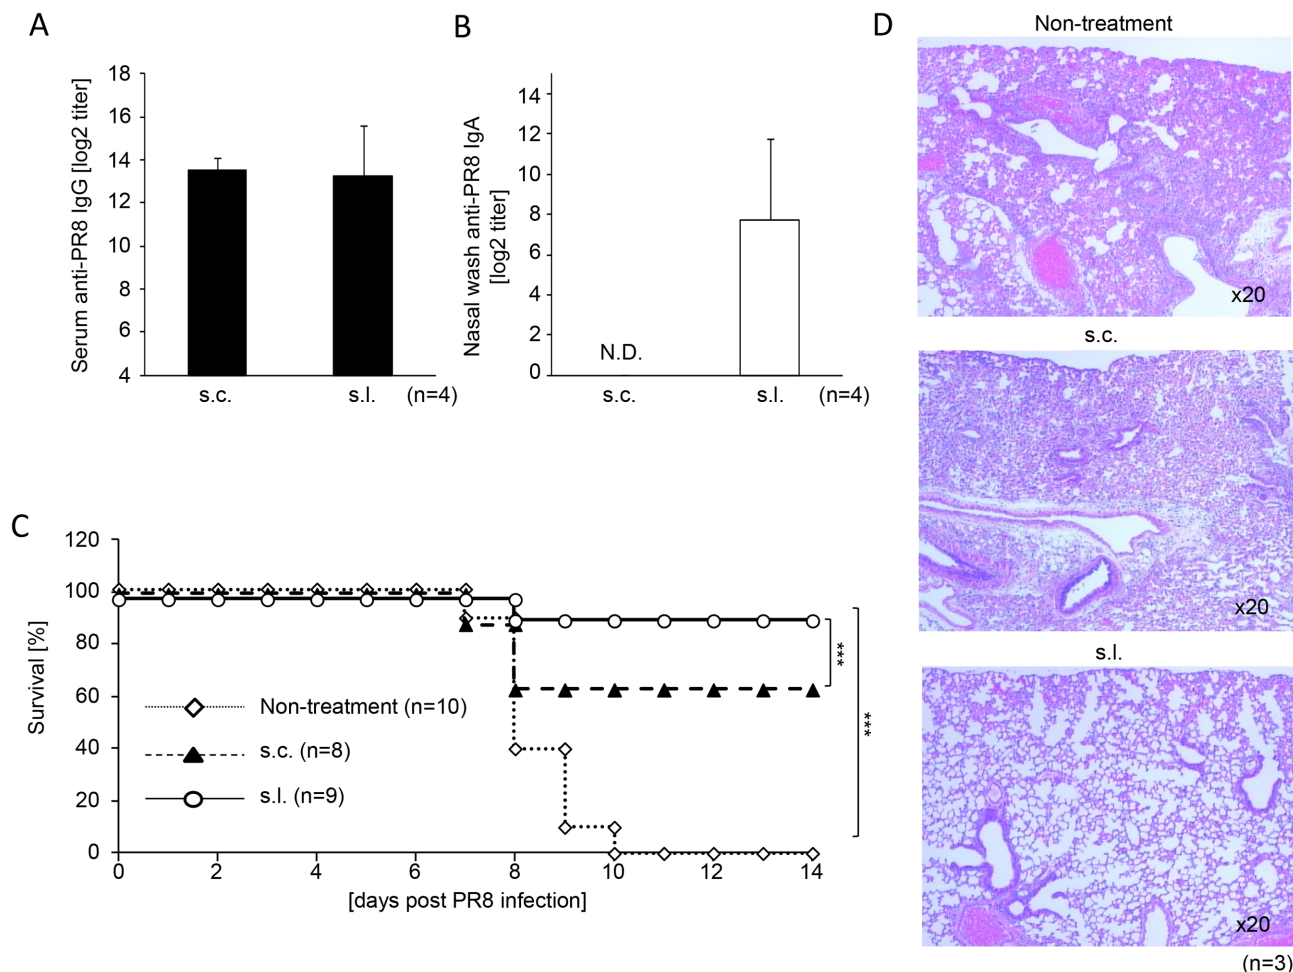 A
Serum anti-PR8 IgG [log2 titer]
18
16
14
12
10
8
6
4
s.c.
s.l.
(n=4)
B
Nasal wash anti-PR8 IgA
[log2 titer]
14
12
10
8
6
4
2
0
N.D.
s.c.
s.l.
(n=4)
C
Survival [%]
120
100
80
60
40
20
0
Non-treatment (n=10)
s.c. (n=8)
s.l. (n=9)
***
***
0
2
4
6
8
10
12
14
[days post PR8 infection]
D
Non-treatment
x20
s.c.
x20
s.l.
x20
(n=3)